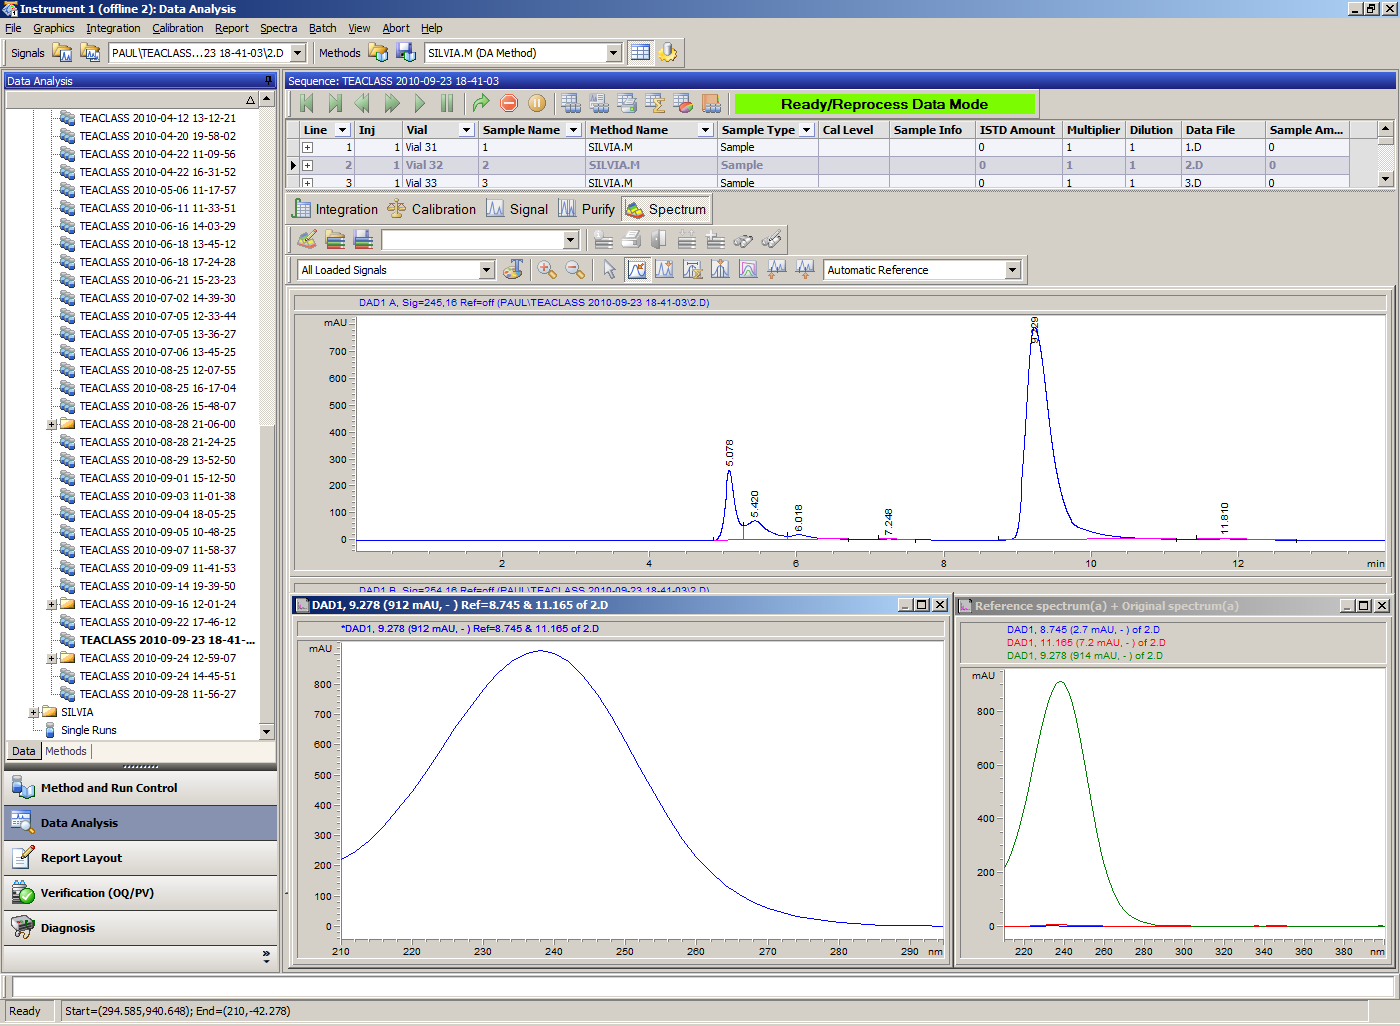 Instrument 1 (offline 2): Data Analysis
File Graphics Integration Calibration Report Spectra Batch View Abort Help
Signals PAUL\TEACLASS...23 18-41-03\2.D Methods SILVIA.M (DA Method)
Data Analysis
TEACLASS 2010-04-12 13-12-21
TEACLASS 2010-04-20 19-58-02
TEACLASS 2010-04-22 11-09-56
TEACLASS 2010-04-22 16-31-52
TEACLASS 2010-05-06 11-17-57
TEACLASS 2010-06-11 11-33-51
TEACLASS 2010-06-16 14-03-29
TEACLASS 2010-06-18 13-45-12
TEACLASS 2010-06-18 17-24-28
TEACLASS 2010-06-21 15-23-23
TEACLASS 2010-07-02 14-39-30
TEACLASS 2010-07-05 12-33-44
TEACLASS 2010-07-05 13-36-27
TEACLASS 2010-07-06 13-45-25
TEACLASS 2010-08-25 12-07-55
TEACLASS 2010-08-25 16-17-04
TEACLASS 2010-08-26 15-48-07
TEACLASS 2010-08-28 21-06-00
TEACLASS 2010-08-28 21-24-25
TEACLASS 2010-08-29 13-52-50
TEACLASS 2010-09-01 15-12-50
TEACLASS 2010-09-03 11-01-38
TEACLASS 2010-09-04 18-05-25
TEACLASS 2010-09-05 10-48-25
TEACLASS 2010-09-07 11-58-37
TEACLASS 2010-09-09 11-41-53
TEACLASS 2010-09-14 19-39-50
TEACLASS 2010-09-16 12-01-24
TEACLASS 2010-09-22 17-46-12
TEACLASS 2010-09-23 18-41-...
TEACLASS 2010-09-24 12-59-07
TEACLASS 2010-09-24 14-45-51
TEACLASS 2010-09-28 11-56-27
SILVIA
Single Runs
Data Methods
Method and Run Control
Data Analysis
Report Layout
Verification (OQ/PV)
Diagnosis
Sequence: TEACLASS 2010-09-23 18-41-03
Ready/Reprocess Data Mode
Line Inj Vial Sample Name Method Name Sample Type Cal Level Sample Info ISTD Amount Multiplier Dilution Data File Sample Am...
1 1 Vial 31 1 SILVIA.M Sample 0 1 1 1.D 0
2 1 Vial 32 2 SILVIA.M Sample 0 1 1 2.D 0
3 1 Vial 33 3 SILVIA.M Sample 0 1 1 3.D 0
Integration Calibration Signal Purify Spectrum
All Loaded Signals Automatic Reference
DAD1 A, Sig=245,16 Ref=off (PAUL\TEACLASS 2010-09-23 18-41-03\2.D)
mAU
700
600
500
400
300
200
100
0
5.078
5.420
6.018
7.248
9.229
11.810
2 4 6 8 10 12 min
DAD1 B, Sig=254,16 Ref=off (PAUL\TEACLASS 2010-09-23 18-41-03\2.D)
DAD1, 9.278 (912 mAU, - ) Ref=8.745 & 11.165 of 2.D
*DAD1, 9.278 (912 mAU, - ) Ref=8.745 & 11.165 of 2.D
mAU
800
700
600
500
400
300
200
100
0
210 220 230 240 250 260 270 280 290 nm
Reference spectrum(a) + Original spectrum(a)
DAD1, 8.745 (2.7 mAU, - ) of 2.D
DAD1, 11.165 (7.2 mAU, - ) of 2.D
DAD1, 9.278 (914 mAU, - ) of 2.D
mAU
800
600
400
200
0
220 240 260 280 300 320 340 360 380 nm
Ready Start=(294.585,940.648); End=(210,-42.278)